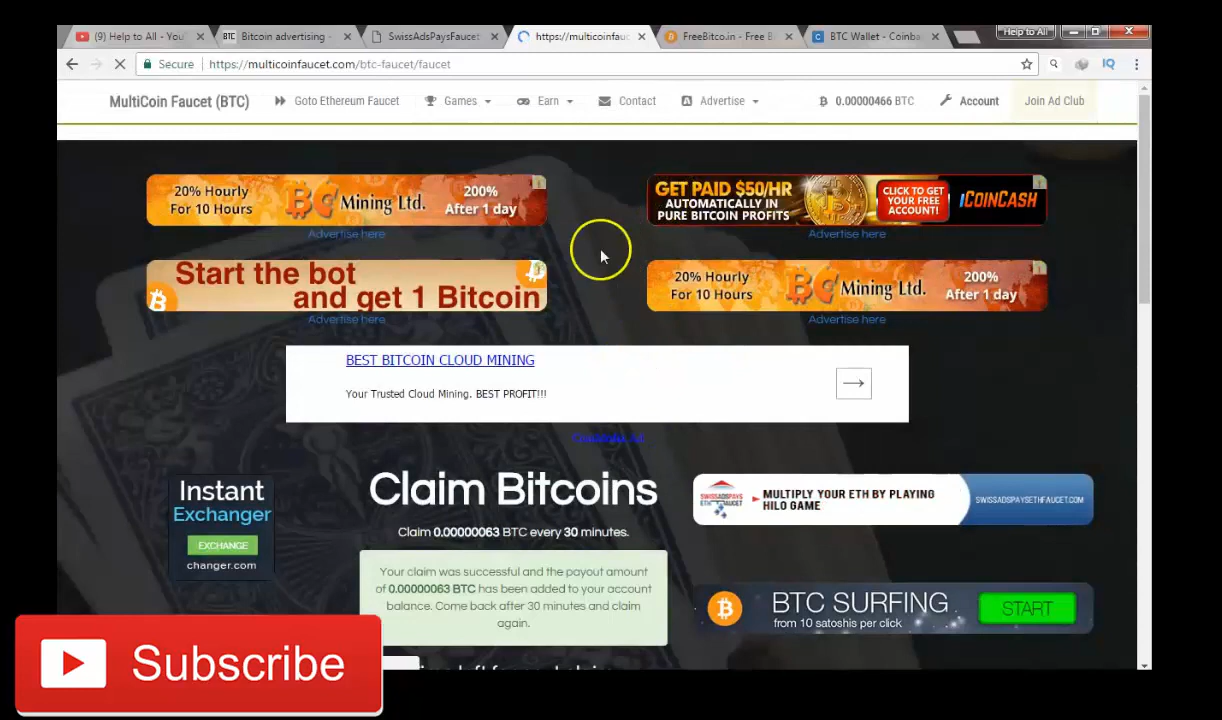 (9) Help to All - You
Bitcoin advertising -
SwissAdsPaysFaucet
https://multicoinfauc
FreeBitco.in - Free B
BTC Wallet - Coinba
Help to All
Secure
https://multicoinfaucet.com/btc-faucet/faucet
IQ
MultiCoin Faucet (BTC)
Goto Ethereum Faucet
Games
Earn
Contact
Advertise
0.00000466 BTC
Account
Join Ad Club
20% Hourly
For 10 Hours
BC Mining Ltd.
200%
After 1 day
Advertise here
GET PAID $50/HR
AUTOMATICALLY IN
PURE BITCOIN PROFITS
CLICK TO GET
YOUR FREE
ACCOUNT!
iCOINCASH
Advertise here
Start the bot
and get 1 Bitcoin
Advertise here
20% Hourly
For 10 Hours
BC Mining Ltd.
200%
After 1 day
Advertise here
BEST BITCOIN CLOUD MINING
Your Trusted Cloud Mining. BEST PROFIT!!!
Instant
Exchanger
EXCHANGE
changer.com
Claim Bitcoins
Claim 0.00000063 BTC every 30 minutes.
Your claim was successful and the payout amount
of 0.00000063 BTC has been added to your account
balance. Come back after 30 minutes and claim
again.
MULTIPLY YOUR ETH BY PLAYING
HILO GAME
SWISSADSPAYSETHFAUCET.COM
BTC SURFING
from 10 satoshis per click
START
Subscribe